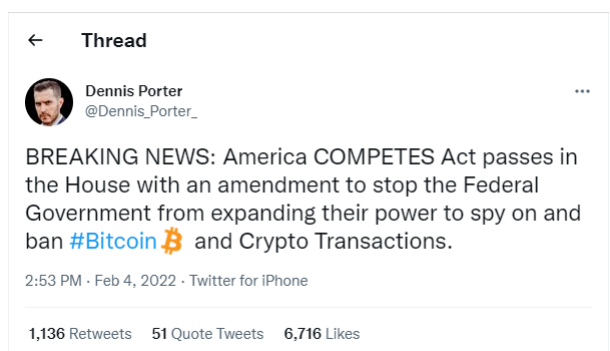 Thread
Dennis Porter
@Dennis_Porter_
BREAKING NEWS: America COMPETES Act passes in
the House with an amendment to stop the Federal
Government from expanding their power to spy on and
ban #Bitcoin and Crypto Transactions.
2:53 PM · Feb 4, 2022 · Twitter for iPhone
1,136 Retweets 51 Quote Tweets 6,716 Likes